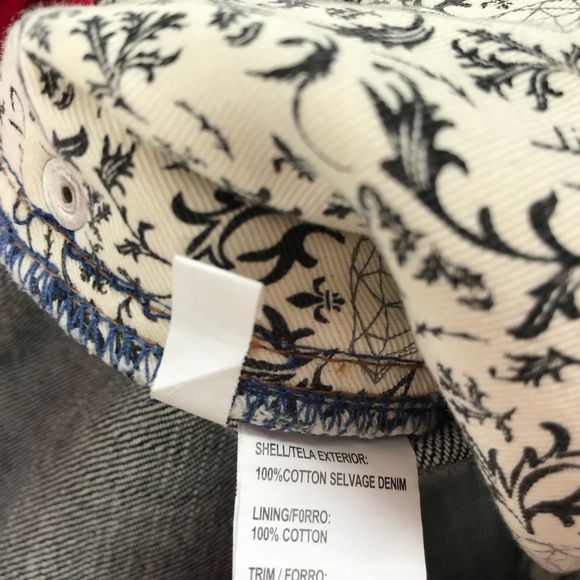 SHELL/TELA EXTERIOR:
100%COTTON SELVAGE DENIM
LINING/FORRO:
100% COTTON
TRIM / FORRO: